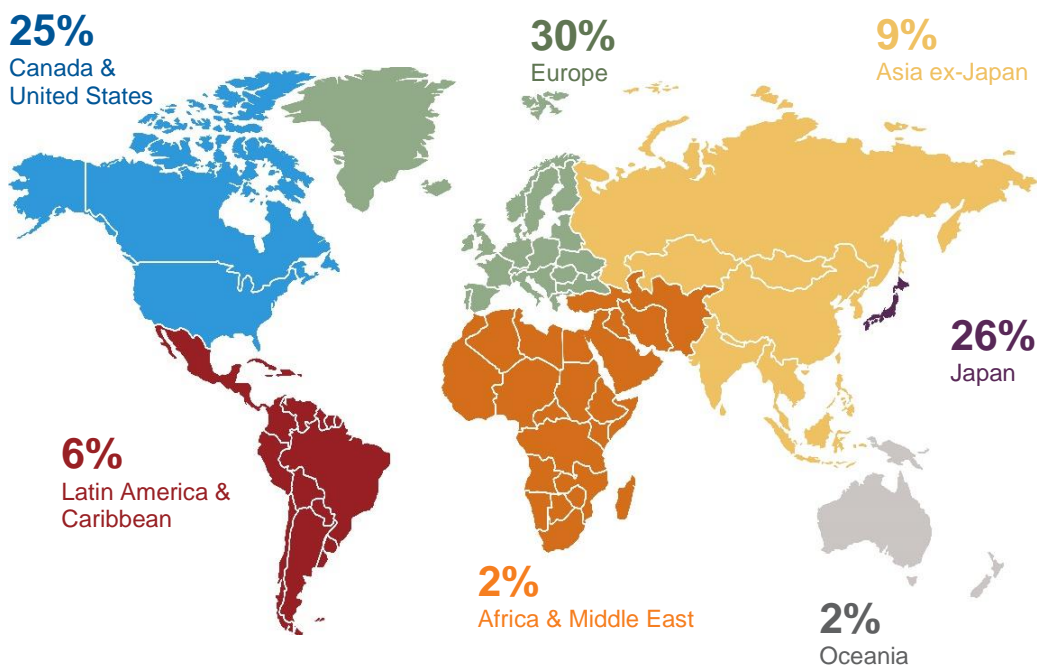 25%
Canada &
United States
30%
Europe
9%
Asia ex-Japan
26%
Japan
6%
Latin America &
Caribbean
2%
Africa & Middle East
2%
Oceania